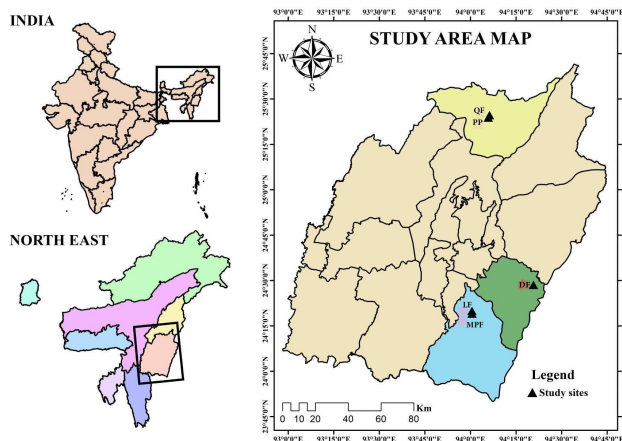 INDIA
NORTH EAST
STUDY AREA MAP
N
W E
S
93°0'0"E 93°15'0"E 93°30'0"E 93°45'0"E 94°0'0"E 94°15'0"E 94°30'0"E 94°45'0"E
25°45'0"N
25°30'0"N
25°15'0"N
25°0'0"N
24°45'0"N
24°30'0"N
24°15'0"N
24°0'0"N
23°45'0"N
QF
PP
DF
LF
MPF
Legend
Study sites
Km
0 5 10 20 40 60 80
93°0'0"E 93°15'0"E 93°30'0"E 93°45'0"E 94°0'0"E 94°15'0"E 94°30'0"E 94°45'0"E